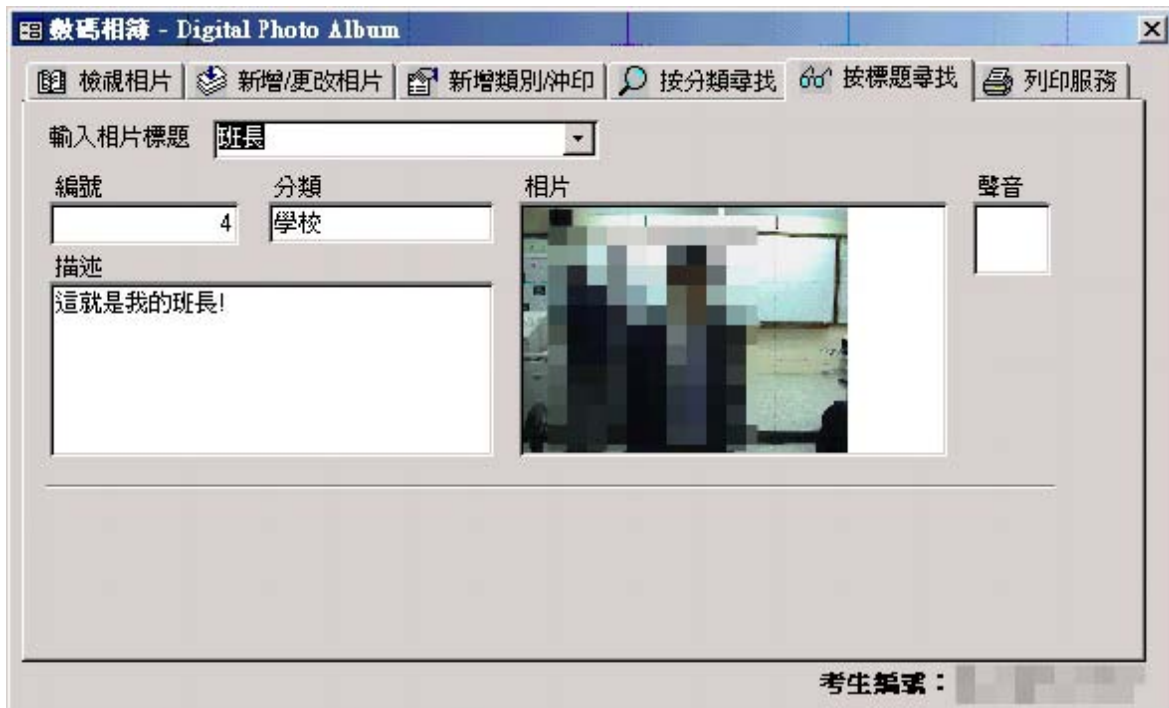 數碼相簿 - Digital Photo Album
檢視相片 新增/更改相片 新增類別/沖印 按分類尋找 按標題尋找 列印服務
輸入相片標題 班長
編號 分類 相片 聲音
4 學校
描述
這就是我的班長!
考生編號：